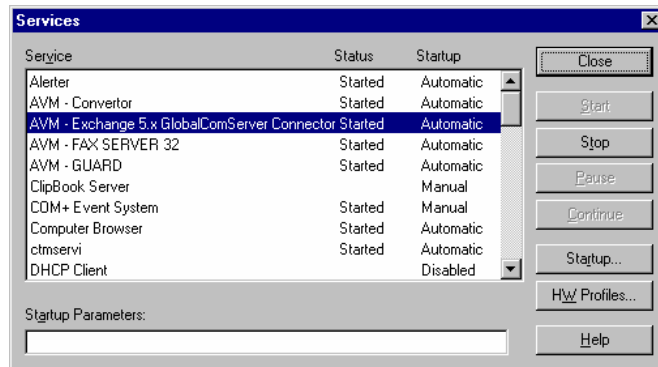 Services
Service Status Startup
Alerter Started Automatic
AVM - Convertor Started Automatic
AVM - Exchange 5.x GlobalComServer Connector Started Automatic
AVM - FAX SERVER 32 Started Automatic
AVM - GUARD Started Automatic
ClipBook Server Manual
COM+ Event System Started Manual
Computer Browser Started Automatic
ctmservi Started Automatic
DHCP Client Disabled
Startup Parameters:
Close
Start
Stop
Pause
Continue
Startup...
HW Profiles...
Help